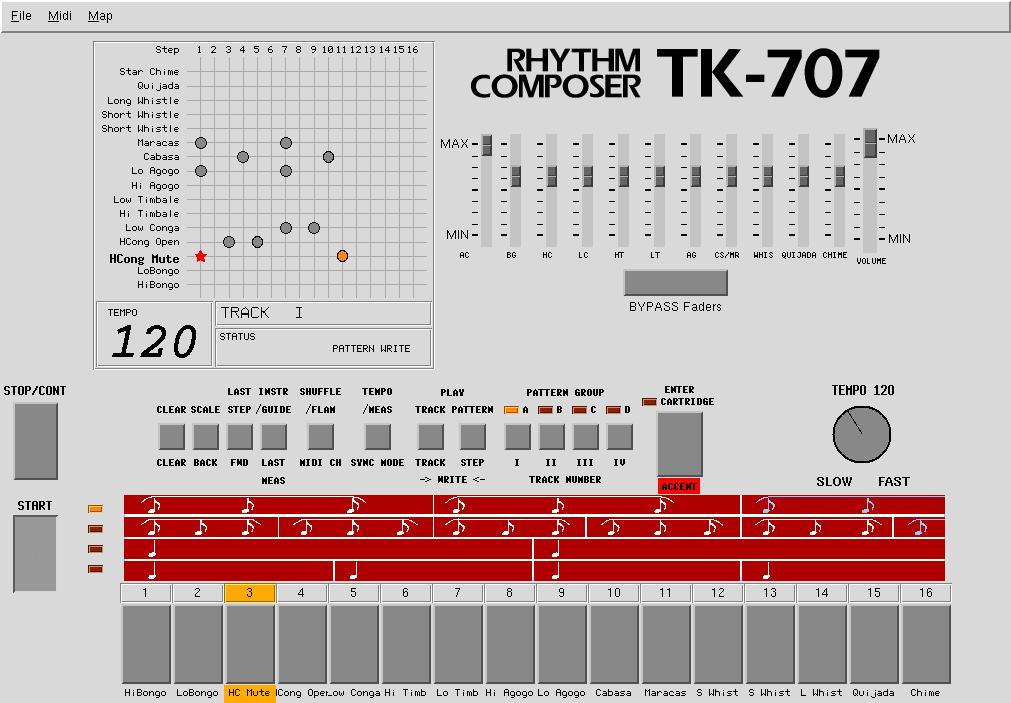 File Midi Map
Step 1 2 3 4 5 6 7 8 9 10 11 12 13 14 15 16
Star Chime
Quijada
Long Whistle
Short Whistle
Short Whistle
Maracas
Cabasa
Lo Agogo
Hi Agogo
Low Timbale
Hi Timbale
Low Conga
HCong Open
HCong Mute
LoBongo
HiBongo
TEMPO
120
TRACK I
STATUS
PATTERN WRITE
RHYTHM
COMPOSER
TK-707
MAX MAX
MIN MIN
AC BG HC LC HT LT AG CS/MR WHIS QUIJADA CHIME VOLUME
BYPASS Faders
STOP/CONT
LAST INSTR SHUFFLE TEMPO PLAY PATTERN GROUP ENTER TEMPO 120
CLEAR SCALE STEP /GUIDE /FLAM /MEAS TRACK PATTERN A B C D CARTRIDGE
CLEAR BACK FWD LAST MIDI CH SYNC MODE TRACK STEP I II III IV
MEAS -> WRITE <- TRACK NUMBER ACCENT SLOW FAST
START
1 2 3 4 5 6 7 8 9 10 11 12 13 14 15 16
HiBongo LoBongo HC Mute HCong Open Low Conga Hi Timb Lo Timb Hi Agogo Lo Agogo Cabasa Maracas S Whist S Whist L Whist Quijada Chime